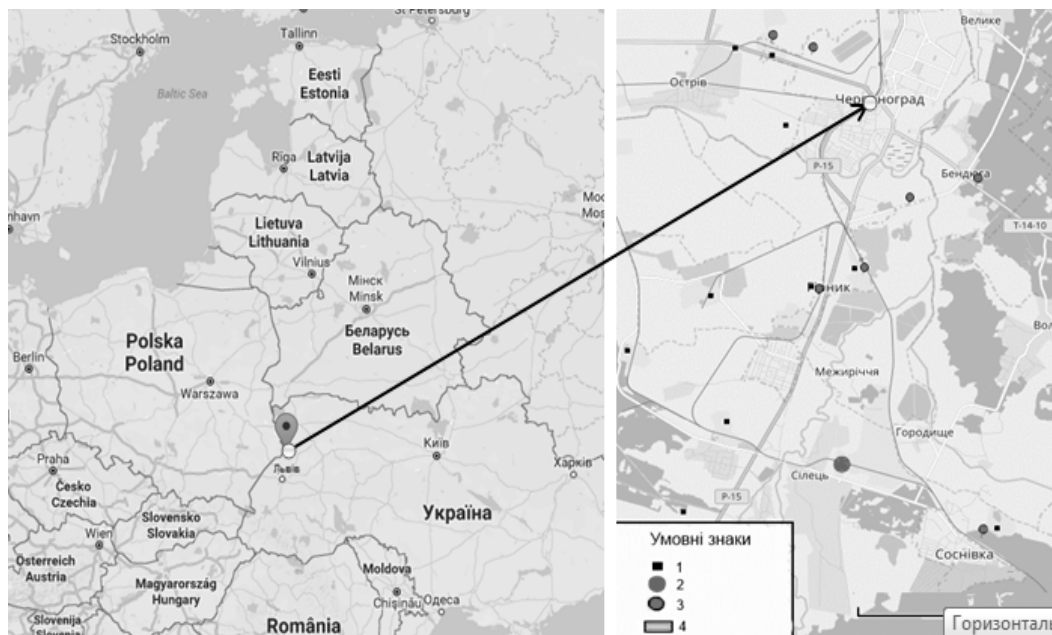 St Petersburg
Stockholm
Tallinn
Eesti
Estonia
Baltic Sea
Rīga
Latvija
Latvia
Lietuva
Lithuania
Vilnius
Мінск
Minsk
Беларусь
Belarus
Polska
Poland
Berlin
Warszawa
Київ
Львів
Харків
Praha
Česko
Czechia
Slovensko
Slovakia
Україна
Wien
Österreich
Austria
Magyarország
Hungary
Moldova
Chișinău
Одеса
Slovenija
România
Велике
Острів
Червоноград
Р-15
Бендюга
Т-14-10
Межиріччя
Городище
Сілець
Р-15
Соснівка
Умовні знаки
1
2
3
4
Горизонталь